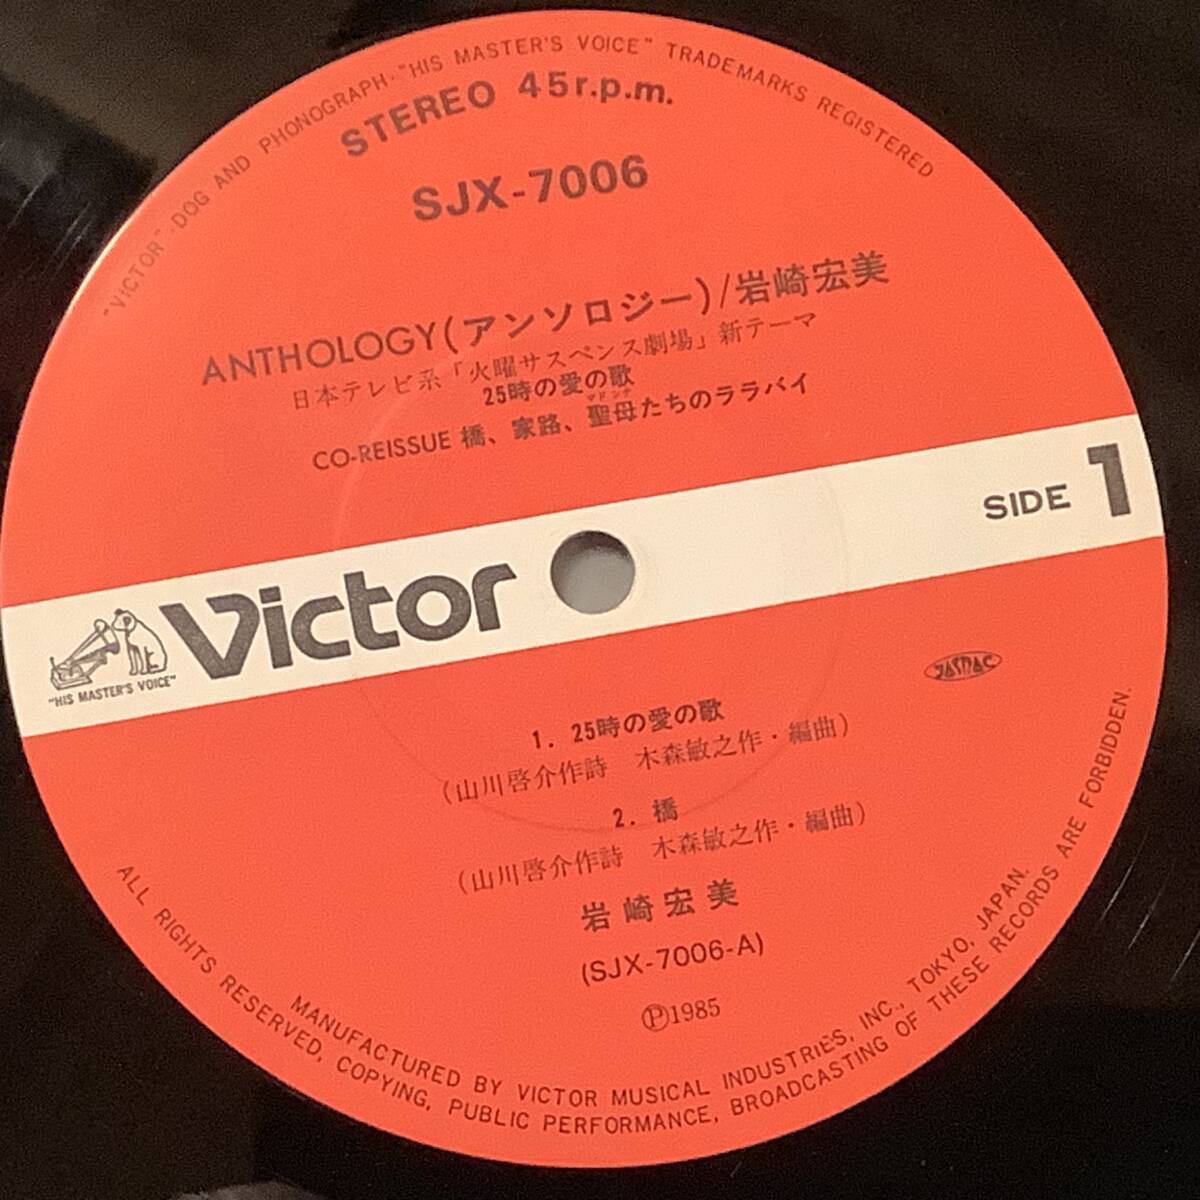 "VICTOR"·DOG AND PHONOGRAPH·"HIS MASTER'S VOICE" TRADEMARKS REGISTERED
STEREO 45r.p.m.
SJX-7006
ANTHOLOGY(アンソロジー)/岩崎宏美
日本テレビ系「火曜サスペンス劇場」新テーマ
25時の愛の歌
マドンナ
CO-REISSUE 橋、家路、聖母たちのララバイ
SIDE 1
Victor
"HIS MASTER'S VOICE"
JASRAC
1. 25時の愛の歌
(山川啓介作詩 木森敏之作・編曲)
2. 橋
(山川啓介作詩 木森敏之作・編曲)
岩崎宏美
(SJX-7006-A)
Ⓟ1985
MANUFACTURED BY VICTOR MUSICAL INDUSTRIES, INC., TOKYO, JAPAN.
ALL RIGHTS RESERVED, COPYING, PUBLIC PERFORMANCE, BROADCASTING OF THESE RECORDS ARE FORBIDDEN.